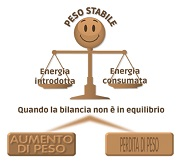 PESO STABILE
Energia introdotta
Energia consumata
Quando la bilancia non è in equilibrio
AUMENTO DI PESO
PERDITA DI PESO